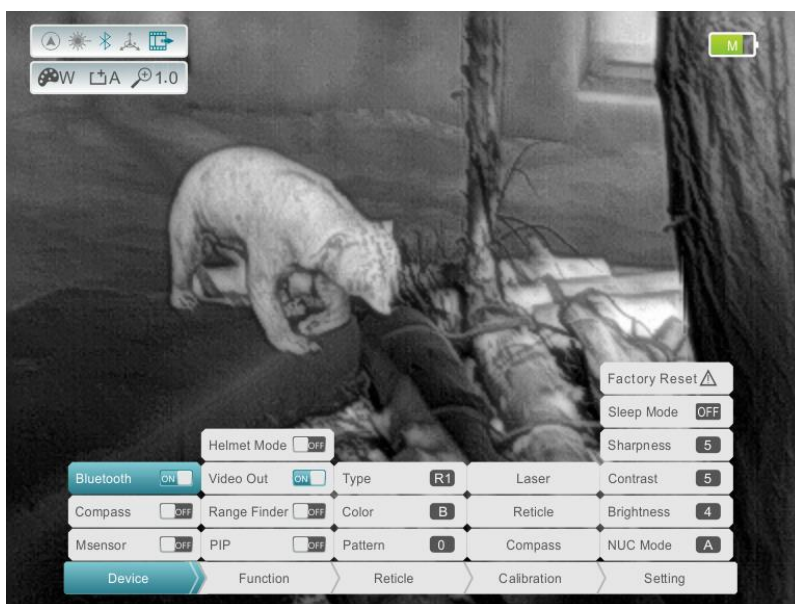 M
W A 1.0
Factory Reset
Sleep Mode OFF
Helmet Mode OFF Sharpness 5
Bluetooth ON Video Out ON Type R1 Laser Contrast 5
Compass OFF Range Finder OFF Color B Reticle Brightness 4
Msensor OFF PIP OFF Pattern 0 Compass NUC Mode A
Device Function Reticle Calibration Setting